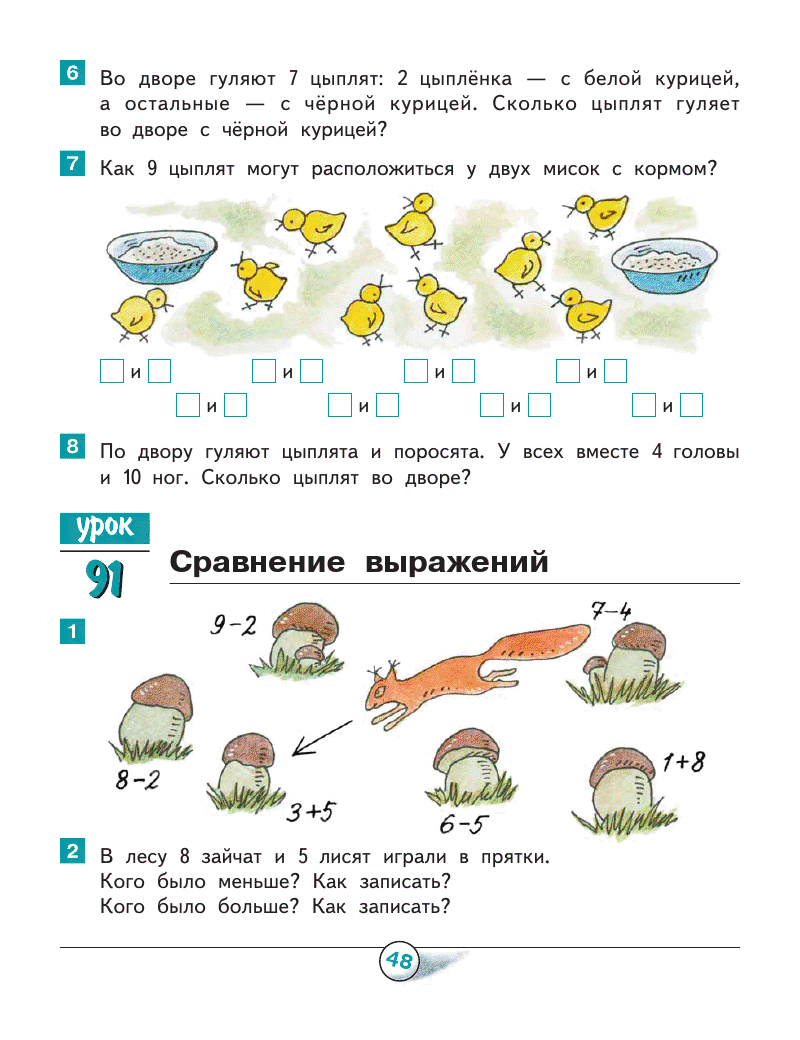 6 Во дворе гуляют 7 цыплят: 2 цыплёнка — с белой курицей,
а остальные — с чёрной курицей. Сколько цыплят гуляет
во дворе с чёрной курицей?
7 Как 9 цыплят могут расположиться у двух мисок с кормом?
и и и и
и и и и
8 По двору гуляют цыплята и поросята. У всех вместе 4 головы
и 10 ног. Сколько цыплят во дворе?
урок
91
Сравнение выражений
1
9–2
7–4
8–2
3+5
6–5
1+8
2 В лесу 8 зайчат и 5 лисят играли в прятки.
Кого было меньше? Как записать?
Кого было больше? Как записать?
48